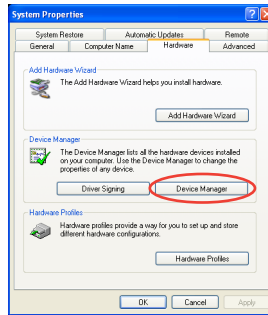 System Properties
System Restore Automatic Updates Remote
General Computer Name Hardware Advanced
Add Hardware Wizard
The Add Hardware Wizard helps you install hardware.
Add Hardware Wizard
Device Manager
The Device Manager lists all the hardware devices installed
on your computer. Use the Device Manager to change the
properties of any device.
Driver Signing Device Manager
Hardware Profiles
Hardware profiles provide a way for you to set up and store
different hardware configurations.
Hardware Profiles
OK Cancel Apply